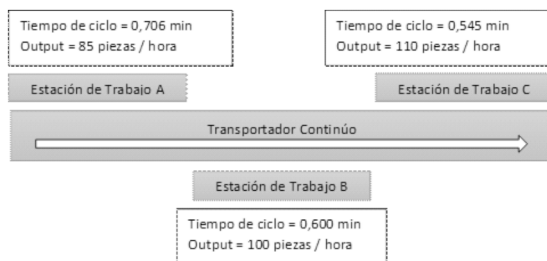 Tiempo de ciclo = 0,706 min
Output = 85 piezas / hora
Tiempo de ciclo = 0,545 min
Output = 110 piezas / hora
Estación de Trabajo A
Estación de Trabajo C
Transportador Continúo
Estación de Trabajo B
Tiempo de ciclo = 0,600 min
Output = 100 piezas / hora